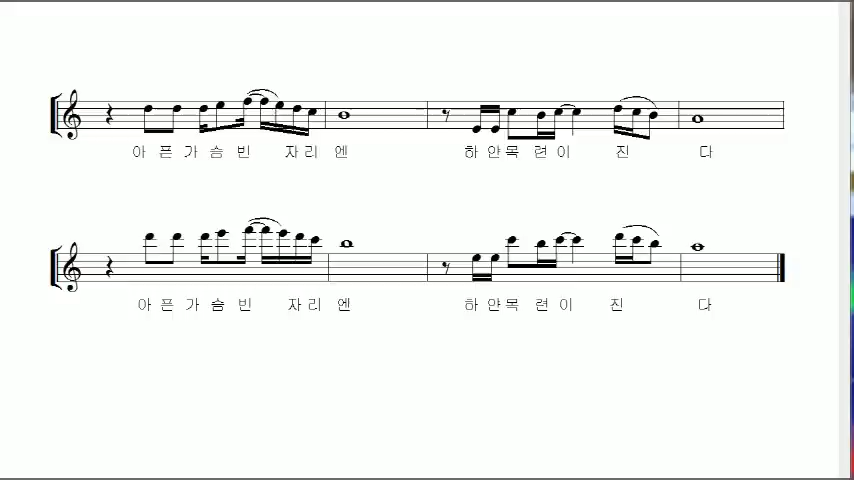 아 픈 가 슴 빈 자 리 엔 하 얀 목 련 이 진 다
아 픈 가 슴 빈 자 리 엔 하 얀 목 련 이 진 다